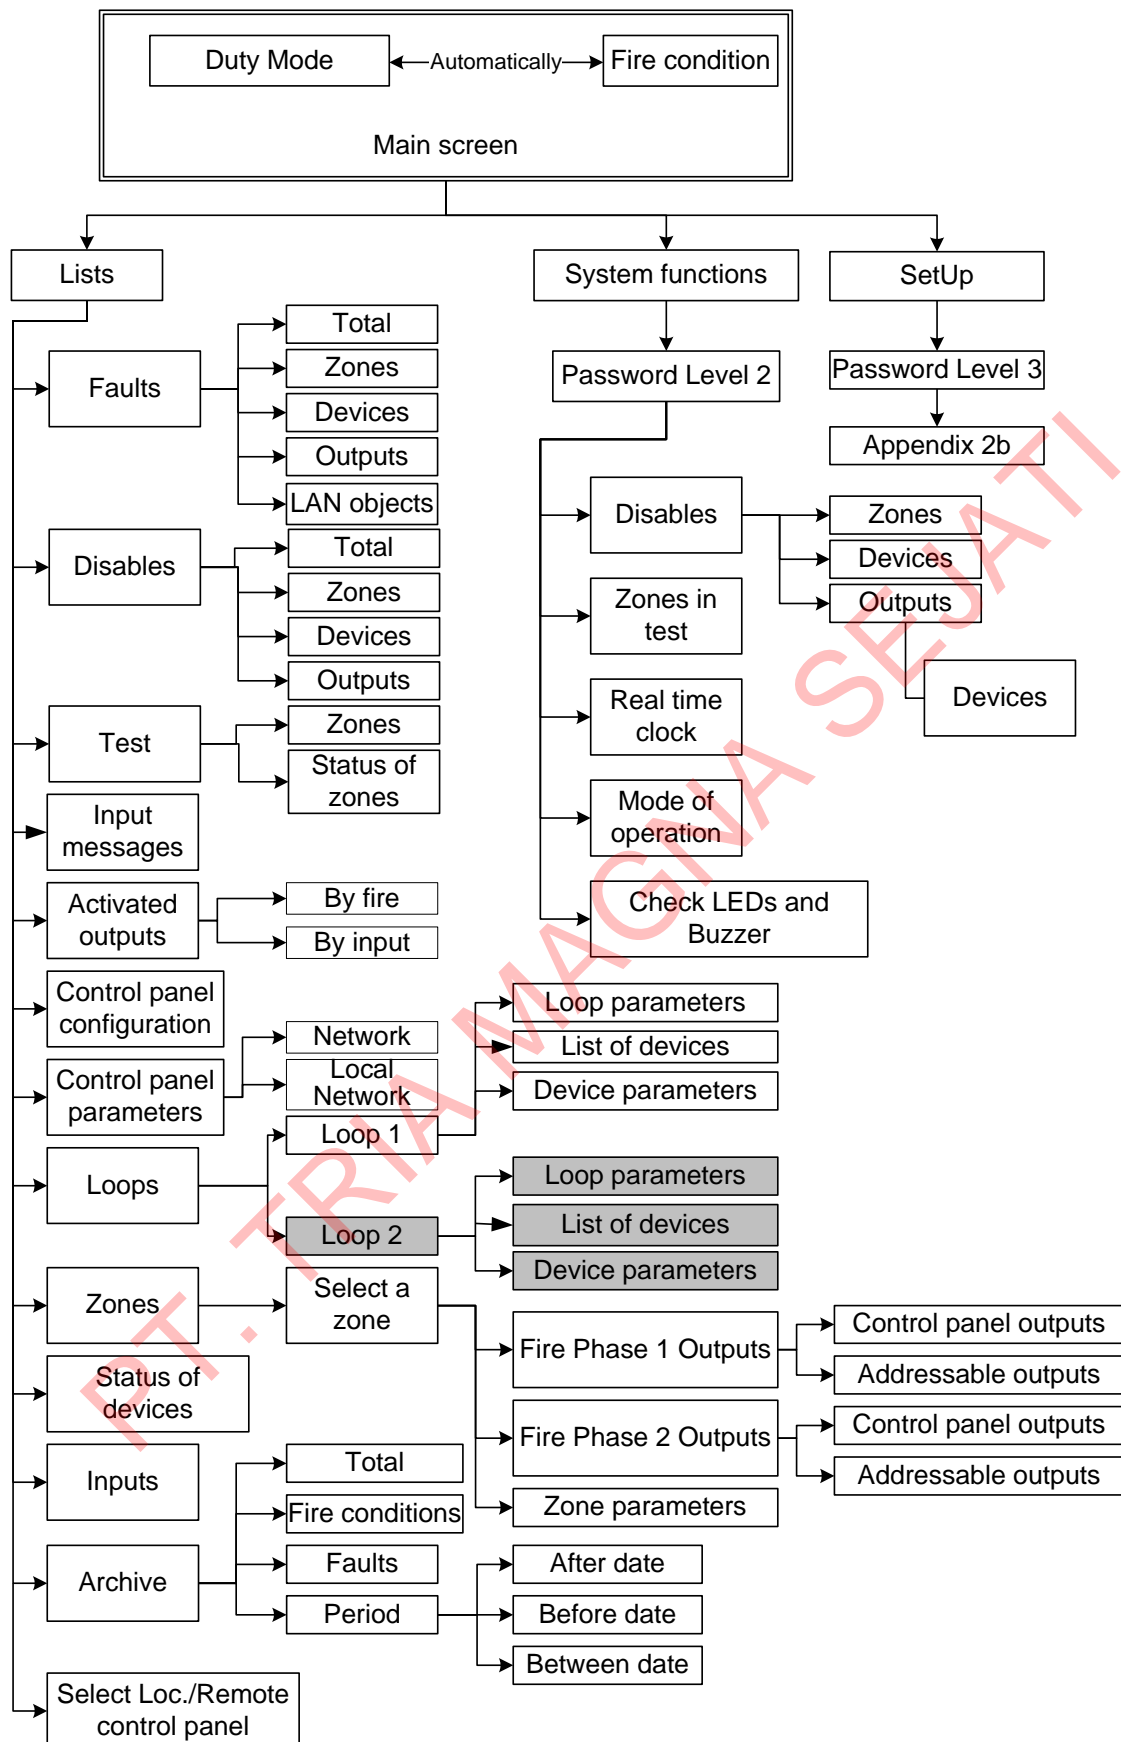 Duty Mode
Automatically
Fire condition
Main screen
Lists
System functions
SetUp
Faults
Total
Zones
Devices
Outputs
LAN objects
Disables
Total
Zones
Devices
Outputs
Test
Zones
Status of
zones
Input
messages
Activated
outputs
By fire
By input
Control panel
configuration
Control panel
parameters
Network
Local
Network
Loops
Loop 1
Loop parameters
List of devices
Device parameters
Loop 2
Loop parameters
List of devices
Device parameters
Zones
Select a
zone
Fire Phase 1 Outputs
Control panel outputs
Addressable outputs
Fire Phase 2 Outputs
Control panel outputs
Addressable outputs
Zone parameters
Status of
devices
Inputs
Archive
Total
Fire conditions
Faults
Period
After date
Before date
Between date
Select Loc./Remote
control panel
Password Level 2
Disables
Zones
Devices
Outputs
Devices
Zones in
test
Real time
clock
Mode of
operation
Check LEDs and
Buzzer
Password Level 3
Appendix 2b
PT. TRIA MAGNA SEJATI